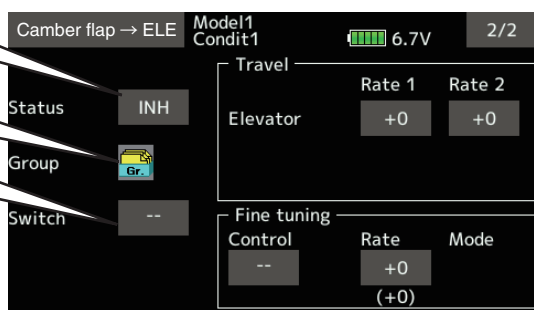 Camber flap → ELE Model1 Condit1 6.7V 2/2
Travel
Rate 1 Rate 2
Status INH
Elevator +0 +0
Group Gr.
Switch --
Fine tuning
Control Rate Mode
-- +0
(+0)